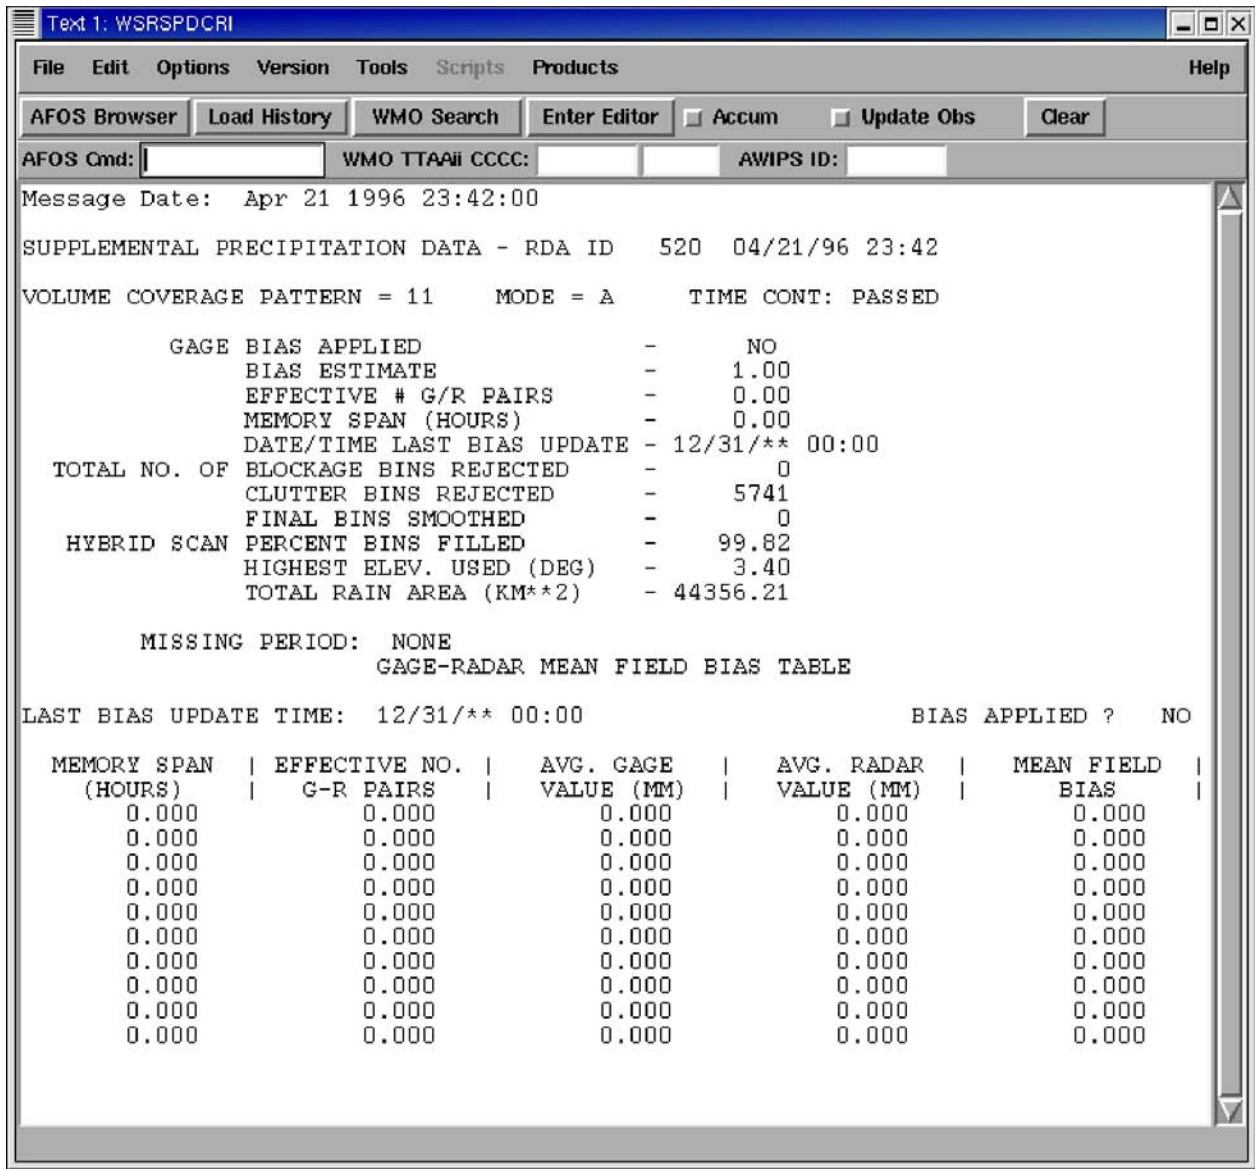 Text 1: WSRSPDCRI
File Edit Options Version Tools Scripts Products Help
AFOS Browser Load History WMO Search Enter Editor Accum Update Obs Clear
AFOS Cmd: WMO TTAAii CCCC: AWIPS ID:
Message Date: Apr 21 1996 23:42:00
SUPPLEMENTAL PRECIPITATION DATA - RDA ID 520 04/21/96 23:42
VOLUME COVERAGE PATTERN = 11 MODE = A TIME CONT: PASSED
GAGE BIAS APPLIED - NO
BIAS ESTIMATE - 1.00
EFFECTIVE # G/R PAIRS - 0.00
MEMORY SPAN (HOURS) - 0.00
DATE/TIME LAST BIAS UPDATE - 12/31/** 00:00
TOTAL NO. OF BLOCKAGE BINS REJECTED - 0
CLUTTER BINS REJECTED - 5741
FINAL BINS SMOOTHED - 0
HYBRID SCAN PERCENT BINS FILLED - 99.82
HIGHEST ELEV. USED (DEG) - 3.40
TOTAL RAIN AREA (KM**2) - 44356.21
MISSING PERIOD: NONE
GAGE-RADAR MEAN FIELD BIAS TABLE
LAST BIAS UPDATE TIME: 12/31/** 00:00 BIAS APPLIED ? NO
MEMORY SPAN | EFFECTIVE NO. | AVG. GAGE | AVG. RADAR | MEAN FIELD |
(HOURS) | G-R PAIRS | VALUE (MM) | VALUE (MM) | BIAS |
0.000 0.000 0.000 0.000 0.000
0.000 0.000 0.000 0.000 0.000
0.000 0.000 0.000 0.000 0.000
0.000 0.000 0.000 0.000 0.000
0.000 0.000 0.000 0.000 0.000
0.000 0.000 0.000 0.000 0.000
0.000 0.000 0.000 0.000 0.000
0.000 0.000 0.000 0.000 0.000
0.000 0.000 0.000 0.000 0.000
0.000 0.000 0.000 0.000 0.000